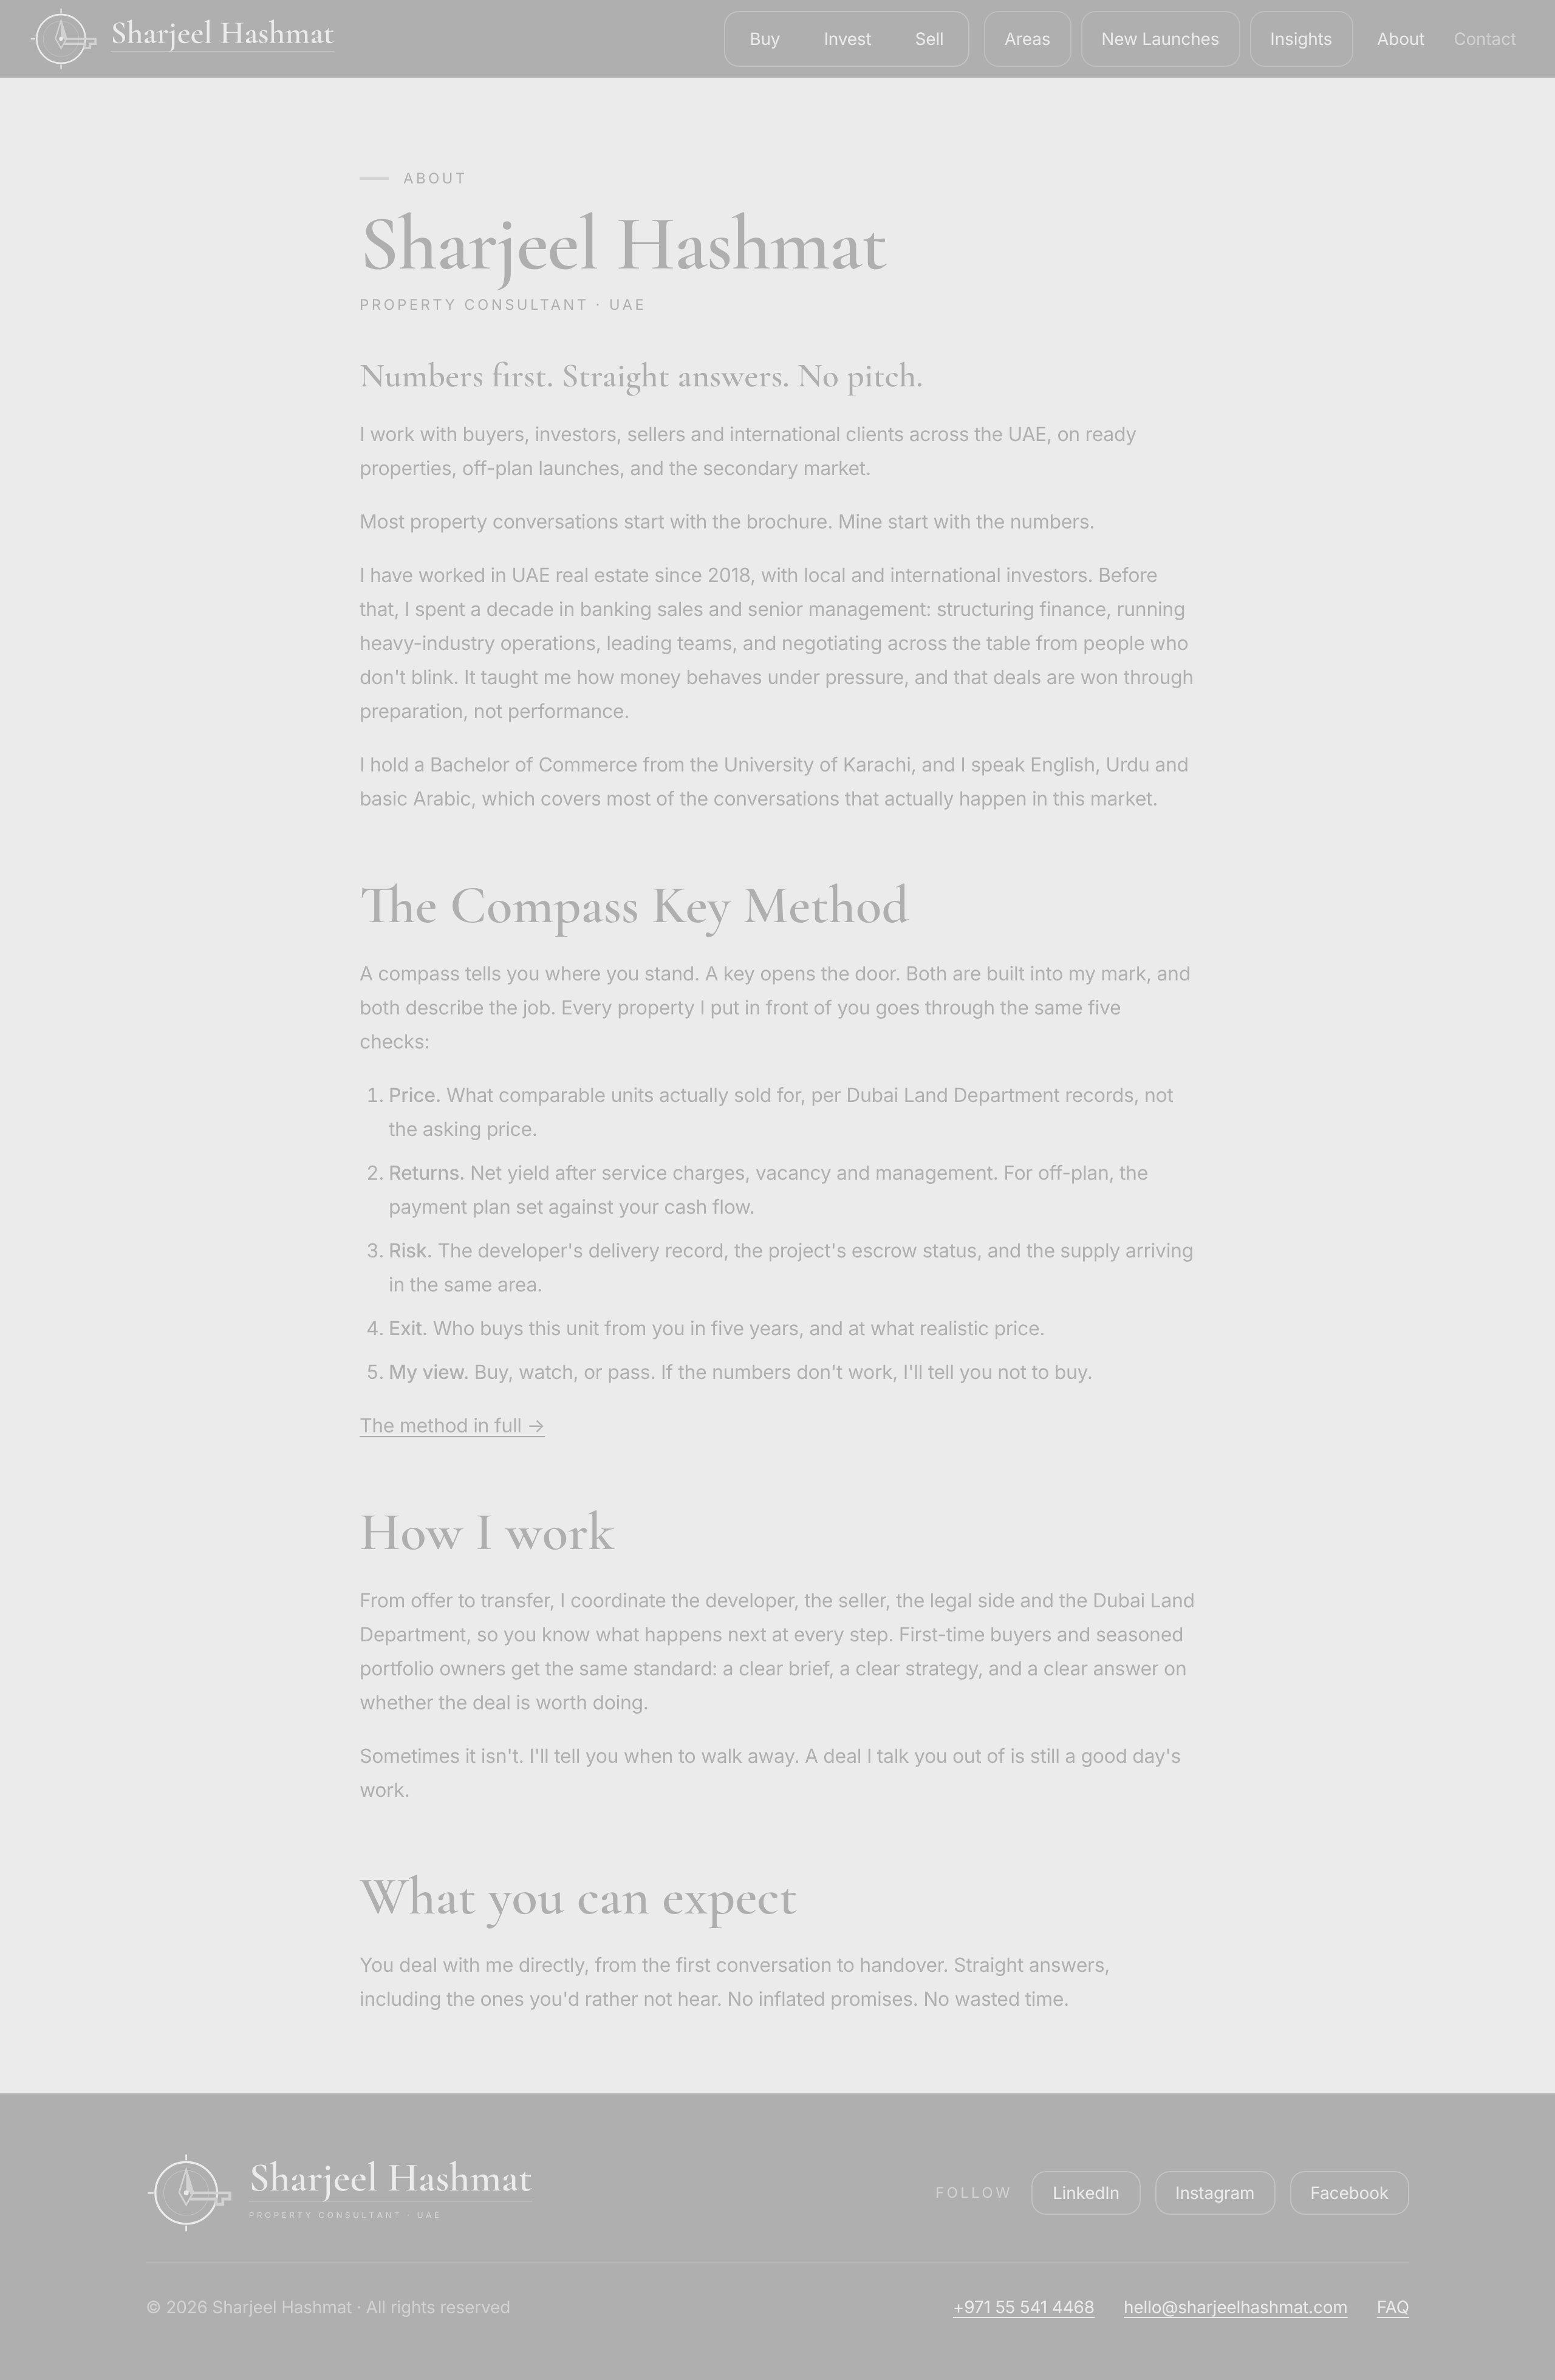 Sharjeel Hashmat
Buy Invest Sell Areas New Launches Insights About Contact
ABOUT
Sharjeel Hashmat
PROPERTY CONSULTANT · UAE
Numbers first. Straight answers. No pitch.
I work with buyers, investors, sellers and international clients across the UAE, on ready
properties, off-plan launches, and the secondary market.
Most property conversations start with the brochure. Mine start with the numbers.
I have worked in UAE real estate since 2018, with local and international investors. Before
that, I spent a decade in banking sales and senior management: structuring finance, running
heavy-industry operations, leading teams, and negotiating across the table from people who
don't blink. It taught me how money behaves under pressure, and that deals are won through
preparation, not performance.
I hold a Bachelor of Commerce from the University of Karachi, and I speak English, Urdu and
basic Arabic, which covers most of the conversations that actually happen in this market.
The Compass Key Method
A compass tells you where you stand. A key opens the door. Both are built into my mark, and
both describe the job. Every property I put in front of you goes through the same five
checks:
1. Price. What comparable units actually sold for, per Dubai Land Department records, not
the asking price.
2. Returns. Net yield after service charges, vacancy and management. For off-plan, the
payment plan set against your cash flow.
3. Risk. The developer's delivery record, the project's escrow status, and the supply arriving
in the same area.
4. Exit. Who buys this unit from you in five years, and at what realistic price.
5. My view. Buy, watch, or pass. If the numbers don't work, I'll tell you not to buy.
The method in full →
How I work
From offer to transfer, I coordinate the developer, the seller, the legal side and the Dubai Land
Department, so you know what happens next at every step. First-time buyers and seasoned
portfolio owners get the same standard: a clear brief, a clear strategy, and a clear answer on
whether the deal is worth doing.
Sometimes it isn't. I'll tell you when to walk away. A deal I talk you out of is still a good day's
work.
What you can expect
You deal with me directly, from the first conversation to handover. Straight answers,
including the ones you'd rather not hear. No inflated promises. No wasted time.
Sharjeel Hashmat
PROPERTY CONSULTANT · UAE
FOLLOW LinkedIn Instagram Facebook
© 2026 Sharjeel Hashmat · All rights reserved
+971 55 541 4468 hello@sharjeelhashmat.com FAQ